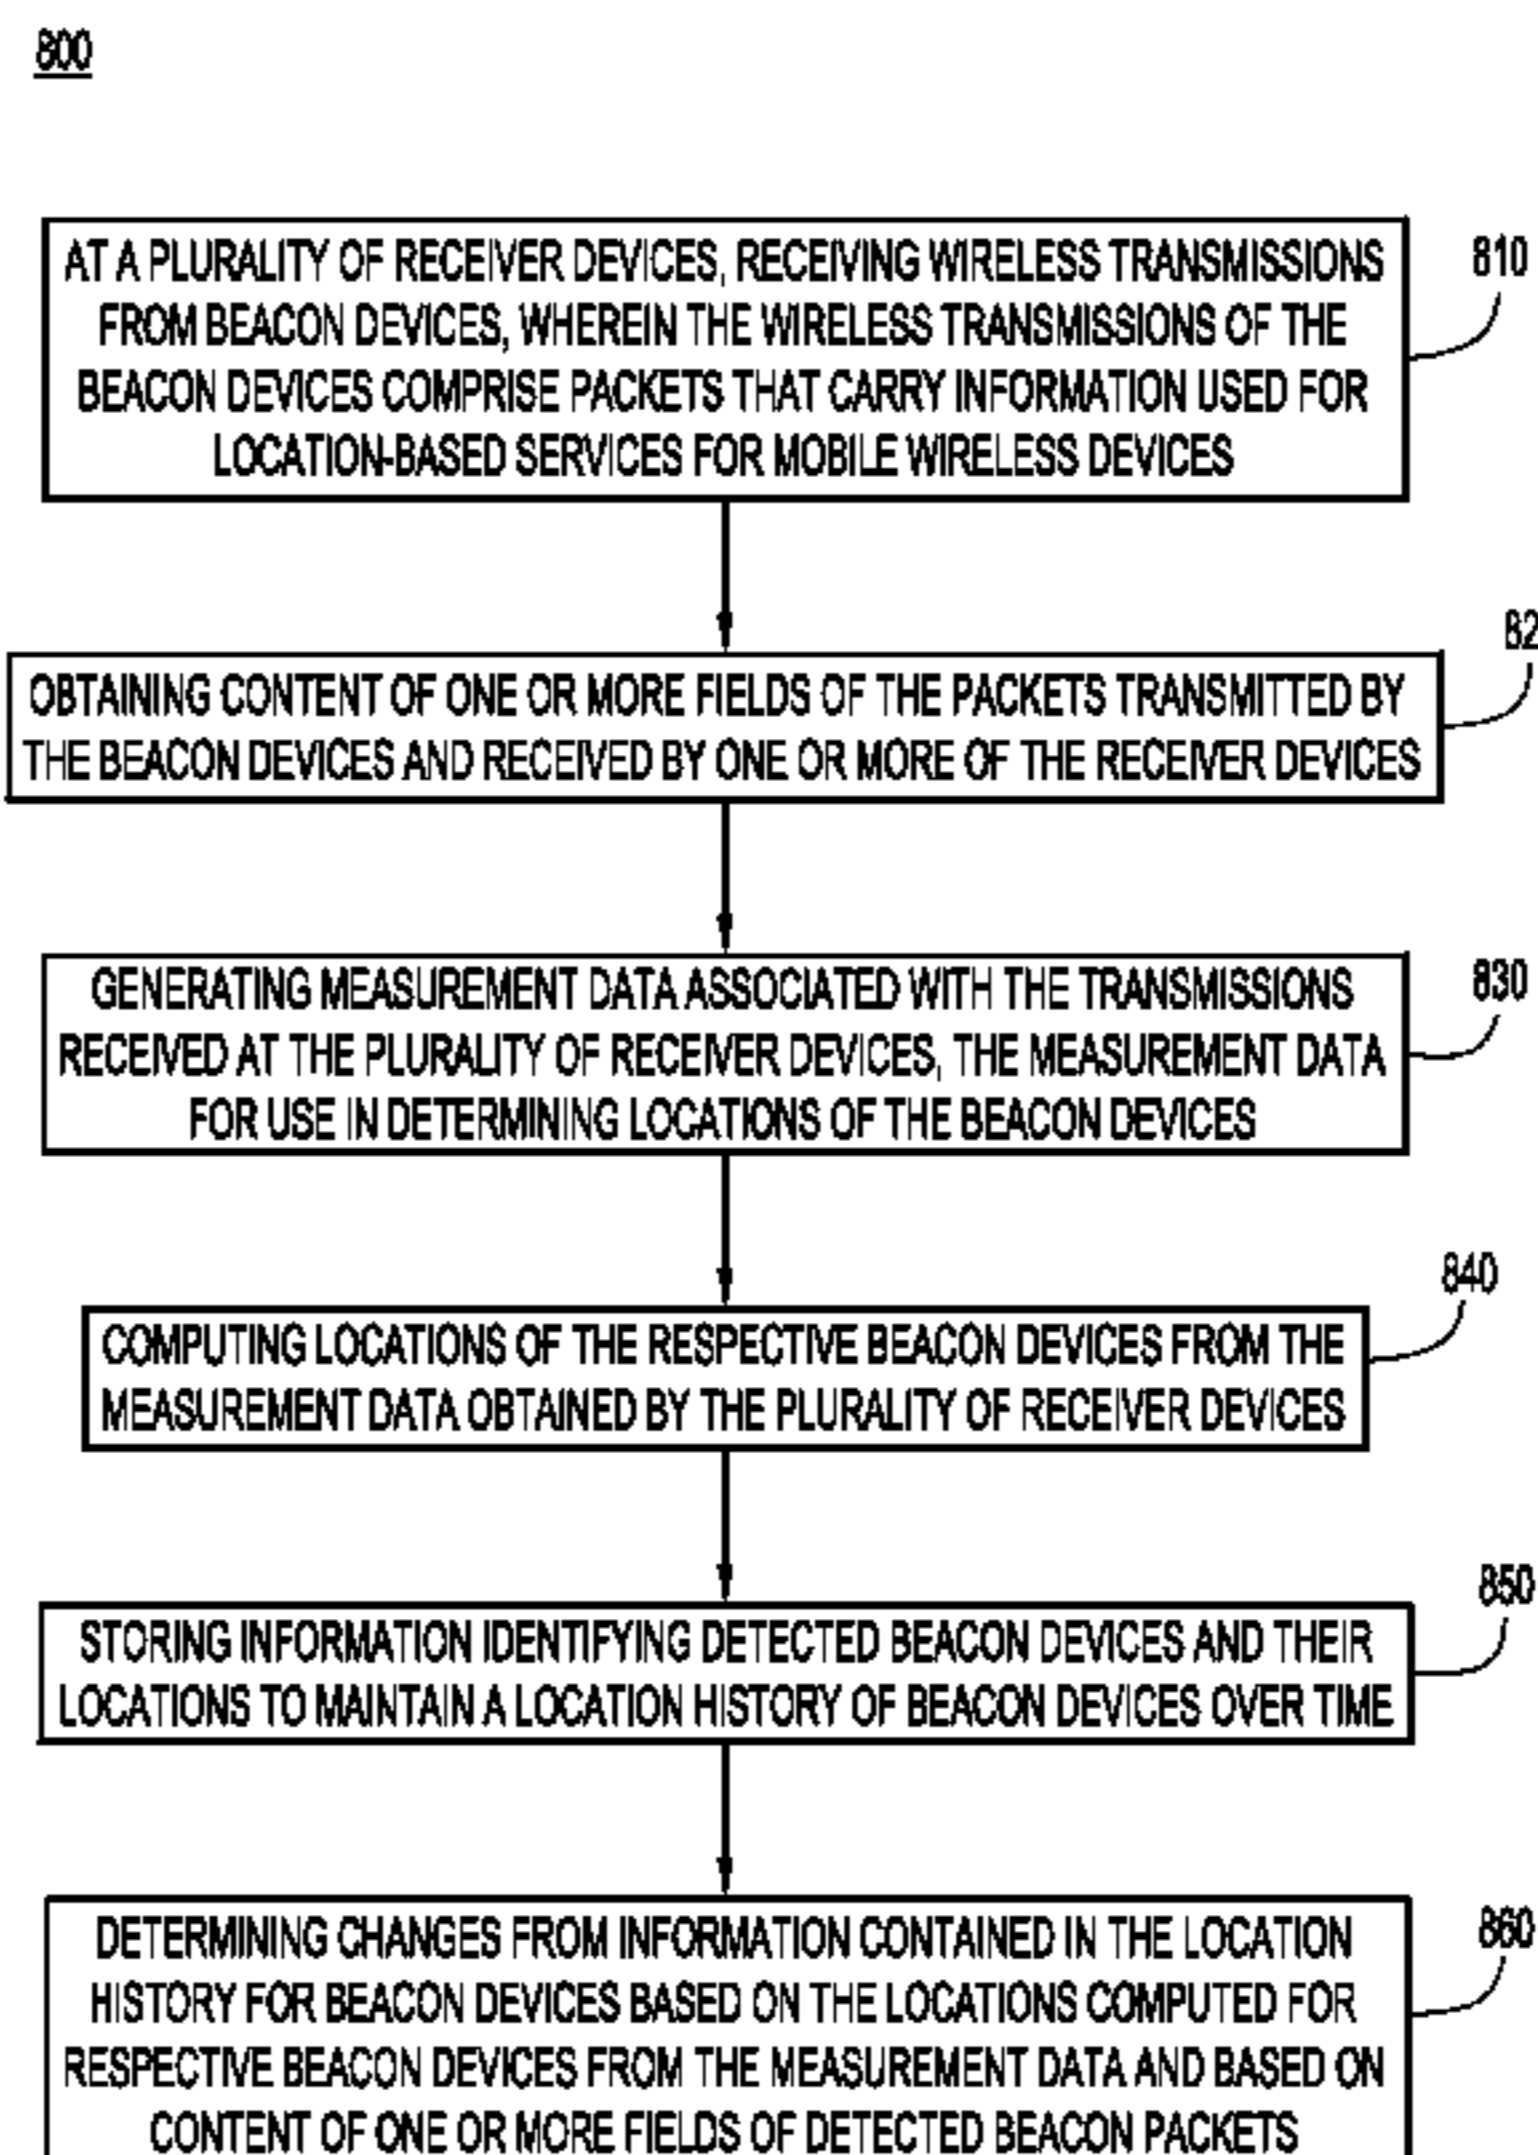 800
AT A PLURALITY OF RECEIVER DEVICES, RECEIVING WIRELESS TRANSMISSIONS
FROM BEACON DEVICES, WHEREIN THE WIRELESS TRANSMISSIONS OF THE
BEACON DEVICES COMPRISE PACKETS THAT CARRY INFORMATION USED FOR
LOCATION-BASED SERVICES FOR MOBILE WIRELESS DEVICES
810
OBTAINING CONTENT OF ONE OR MORE FIELDS OF THE PACKETS TRANSMITTED BY
THE BEACON DEVICES AND RECEIVED BY ONE OR MORE OF THE RECEIVER DEVICES
82
GENERATING MEASUREMENT DATA ASSOCIATED WITH THE TRANSMISSIONS
RECEIVED AT THE PLURALITY OF RECEIVER DEVICES, THE MEASUREMENT DATA
FOR USE IN DETERMINING LOCATIONS OF THE BEACON DEVICES
830
COMPUTING LOCATIONS OF THE RESPECTIVE BEACON DEVICES FROM THE
MEASUREMENT DATA OBTAINED BY THE PLURALITY OF RECEIVER DEVICES
840
STORING INFORMATION IDENTIFYING DETECTED BEACON DEVICES AND THEIR
LOCATIONS TO MAINTAIN A LOCATION HISTORY OF BEACON DEVICES OVER TIME
850
DETERMINING CHANGES FROM INFORMATION CONTAINED IN THE LOCATION
HISTORY FOR BEACON DEVICES BASED ON THE LOCATIONS COMPUTED FOR
RESPECTIVE BEACON DEVICES FROM THE MEASUREMENT DATA AND BASED ON
CONTENT OF ONE OR MORE FIELDS OF DETECTED BEACON PACKETS
860